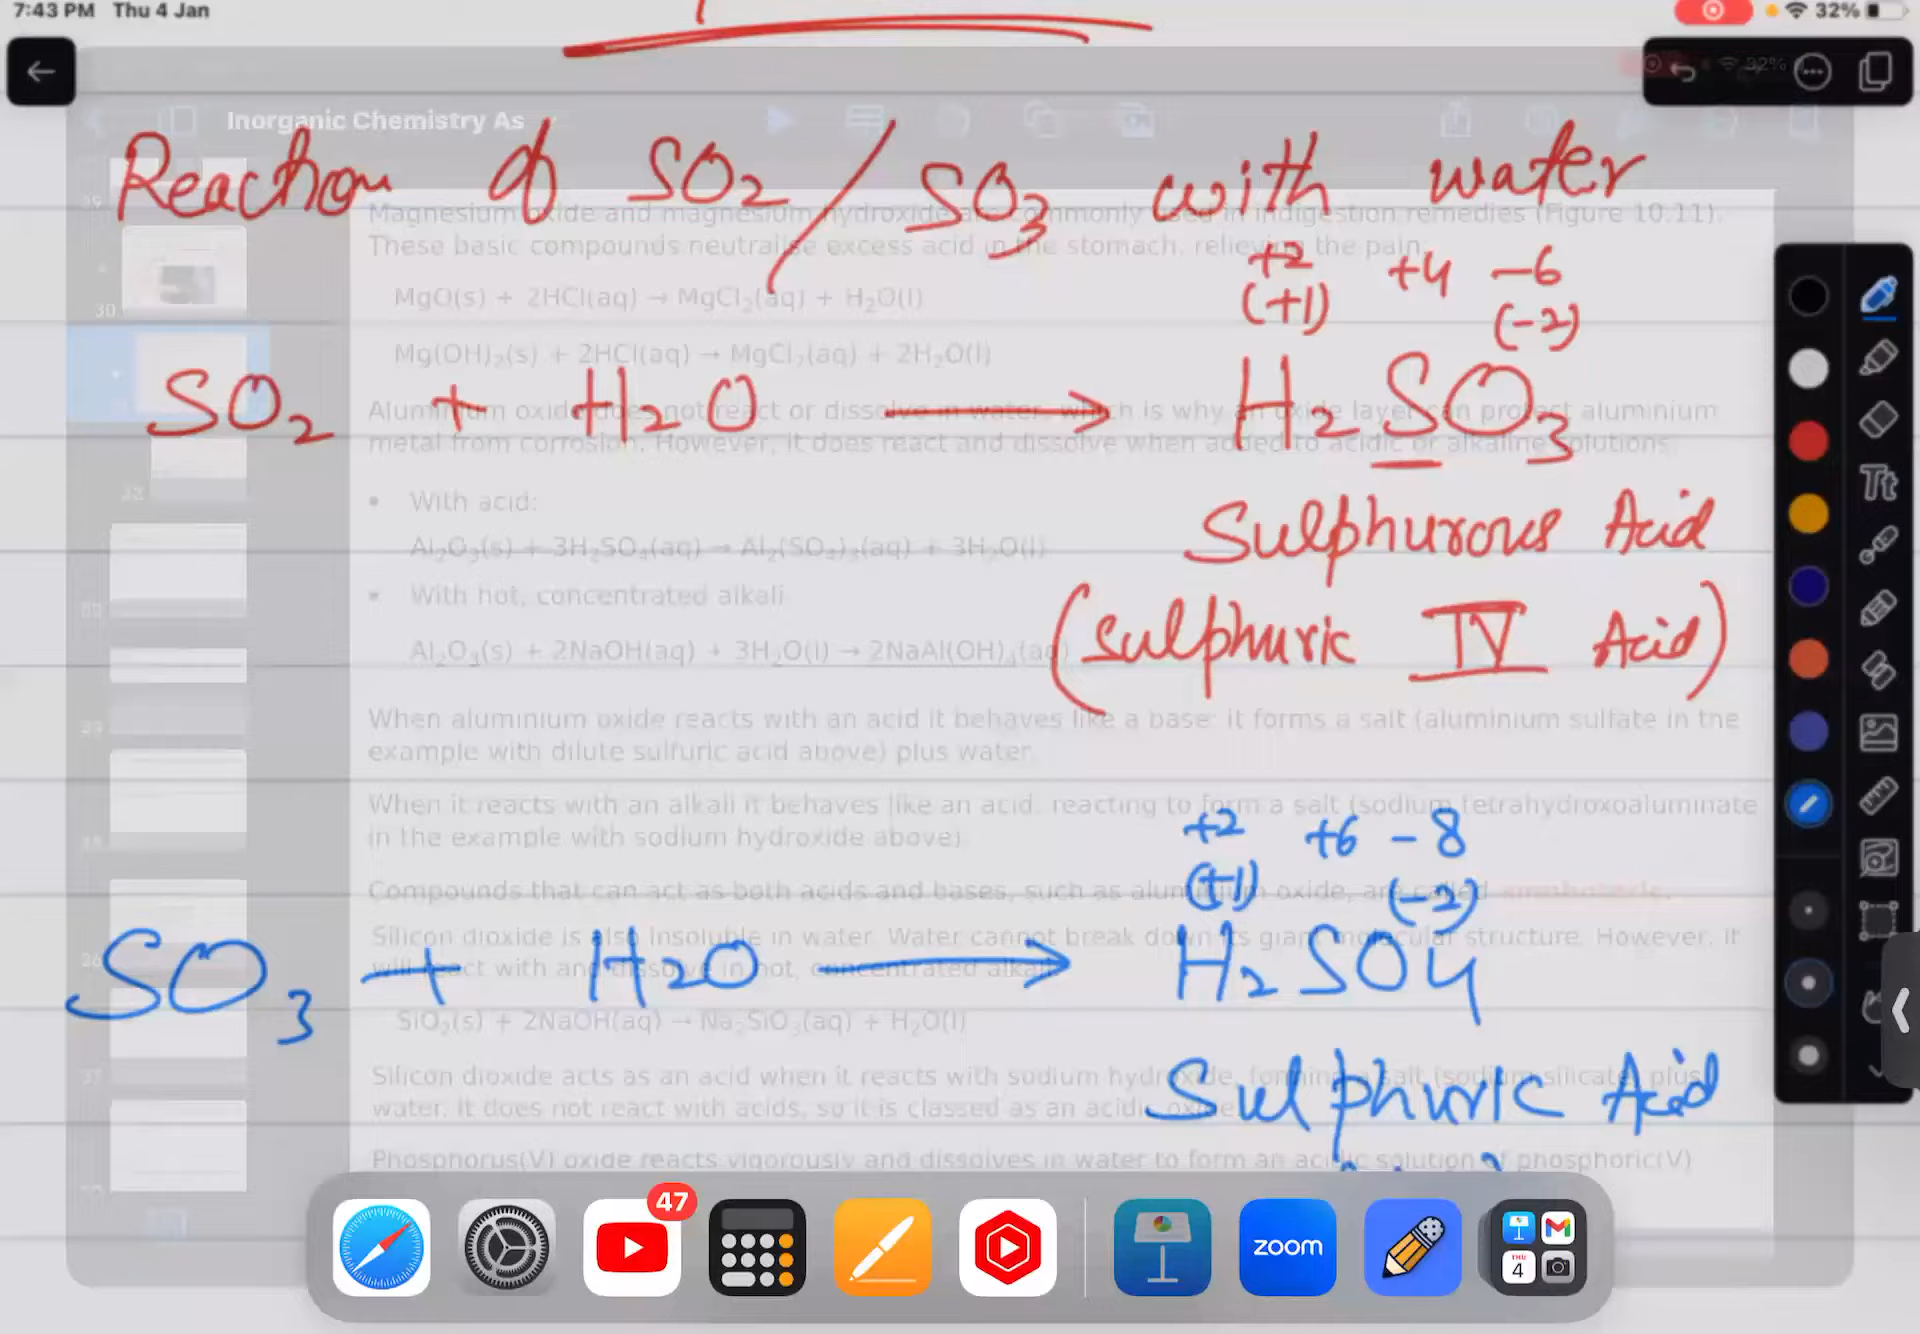 7:43 PM Thu 4 Jan
32%
32%
Inorganic Chemistry As
Reaction of SO2 / SO3 with water
Magnesium oxide and magnesium hydroxide are commonly used in indigestion remedies (Figure 10.11).
These basic compounds neutralise excess acid in the stomach, relieving the pain.
+2 +4 -6
(+1) (-2)
MgO(s) + 2HCl(aq) → MgCl₂(aq) + H₂O(l)
30
Mg(OH)₂(s) + 2HCl(aq) → MgCl₂(aq) + 2H₂O(l)
SO2 + H2O → H2SO3
Aluminium oxide does not react or dissolve in water, which is why an oxide layer can protect aluminium
metal from corrosion. However, it does react and dissolve when added to acidic or alkaline solutions.
Tt
32
• With acid:
Al₂O₃(s) + 3H₂SO₄(aq) → Al₂(SO₄)₃(aq) + 3H₂O(l)
Sulphurous Acid
• With hot, concentrated alkali
Al₂O₃(s) + 2NaOH(aq) + 3H₂O(l) → 2NaAl(OH)₄(aq)
(Sulphuric IV Acid)
When aluminium oxide reacts with an acid it behaves like a base: it forms a salt (aluminium sulfate in the
example with dilute sulfuric acid above) plus water.
When it reacts with an alkali it behaves like an acid, reacting to form a salt (sodium tetrahydroxoaluminate
in the example with sodium hydroxide above).
+2 +6 -8
(+1) (-2)
Compounds that can act as both acids and bases, such as aluminium oxide, are called amphoteric.
SO3 + H2O → H2SO4
Silicon dioxide is also insoluble in water. Water cannot break down its giant molecular structure. However, it
will react with and dissolve in hot, concentrated alkali
SiO₂(s) + 2NaOH(aq) → Na₂SiO₃(aq) + H₂O(l)
37
Silicon dioxide acts as an acid when it reacts with sodium hydroxide, forming a salt (sodium silicate) plus
water. It does not react with acids, so it is classed as an acidic oxide
Sulphuric Acid
Phosphorus(V) oxide reacts vigorously and dissolves in water to form an acidic solution of phosphoric(V)
47
zoom
THU
4